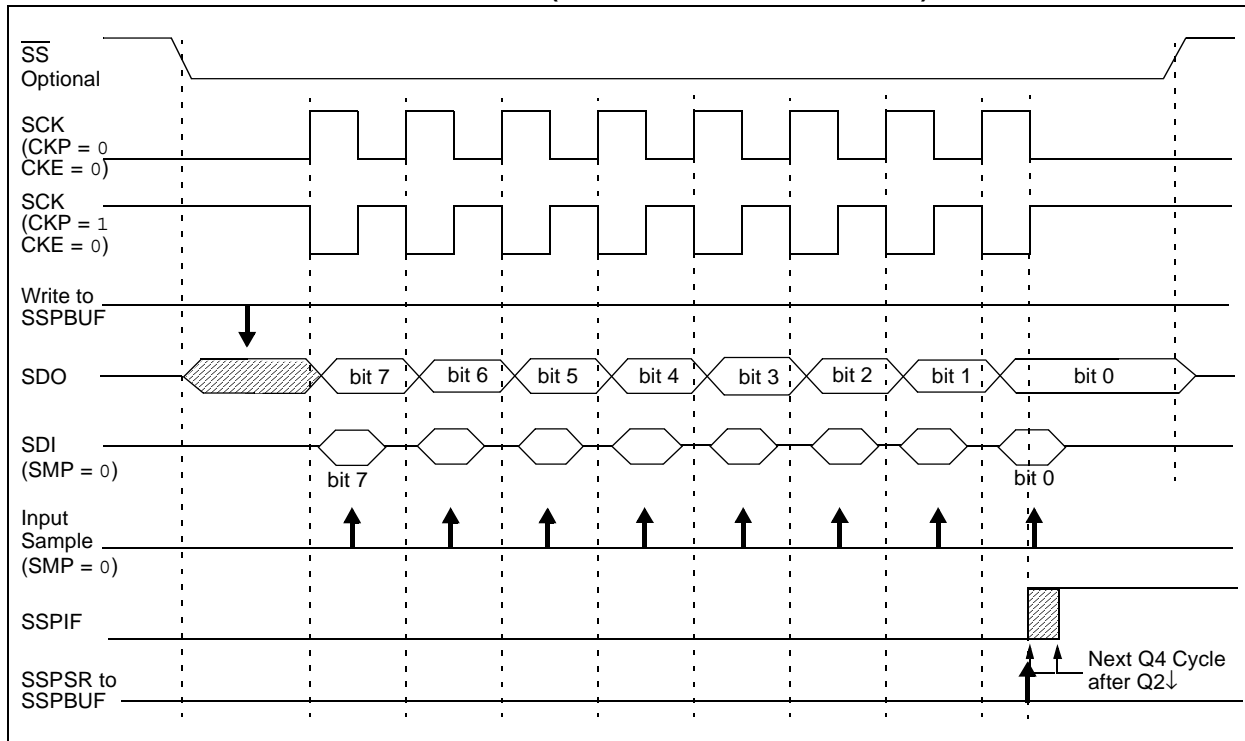 SS
Optional
SCK
(CKP = 0
CKE = 0)
SCK
(CKP = 1
CKE = 0)
Write to
SSPBUF
SDO
bit 7
bit 6
bit 5
bit 4
bit 3
bit 2
bit 1
bit 0
SDI
(SMP = 0)
bit 7
bit 0
Input
Sample
(SMP = 0)
SSPIF
Next Q4 Cycle
after Q2↓
SSPSR to
SSPBUF